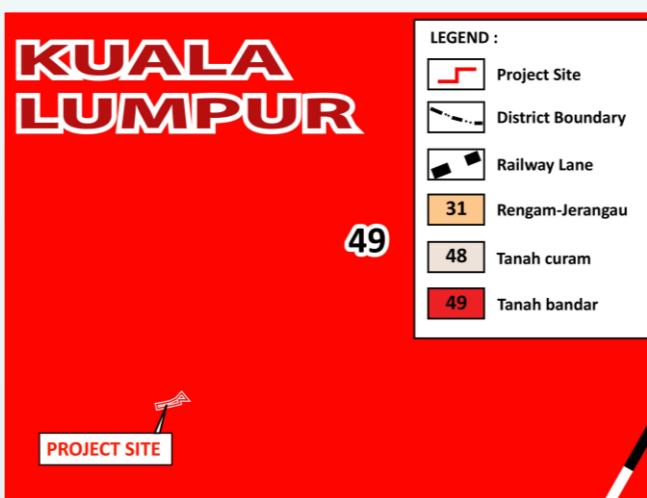 KUALA
LUMPUR
49
PROJECT SITE
LEGEND :
Project Site
District Boundary
Railway Lane
31 Rengam-Jerangau
48 Tanah curam
49 Tanah bandar